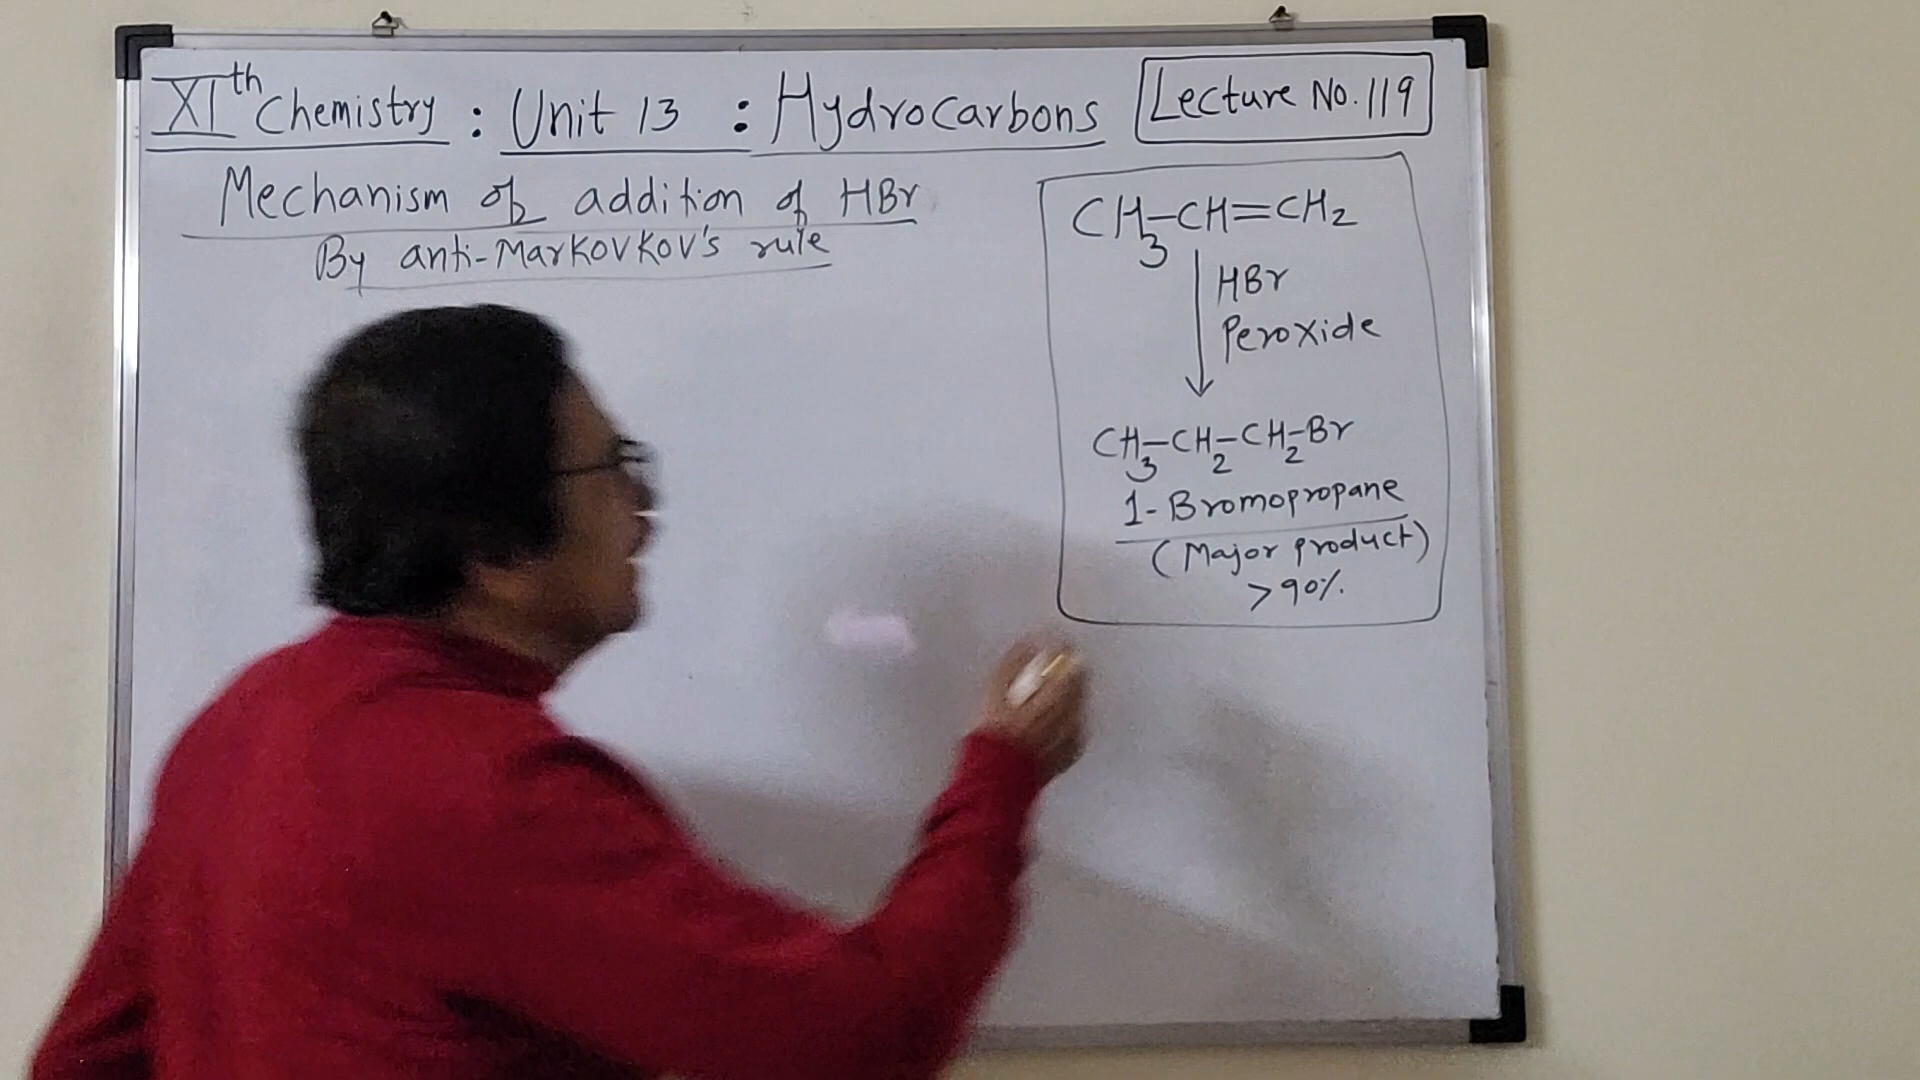 XIth Chemistry : Unit 13 : Hydrocarbons
Lecture No. 119
Mechanism of addition of HBr
By anti-Markovkov's rule
CH3-CH=CH2
HBr
Peroxide
CH3-CH2-CH2-Br
1-Bromopropane
(Major product)
>90%